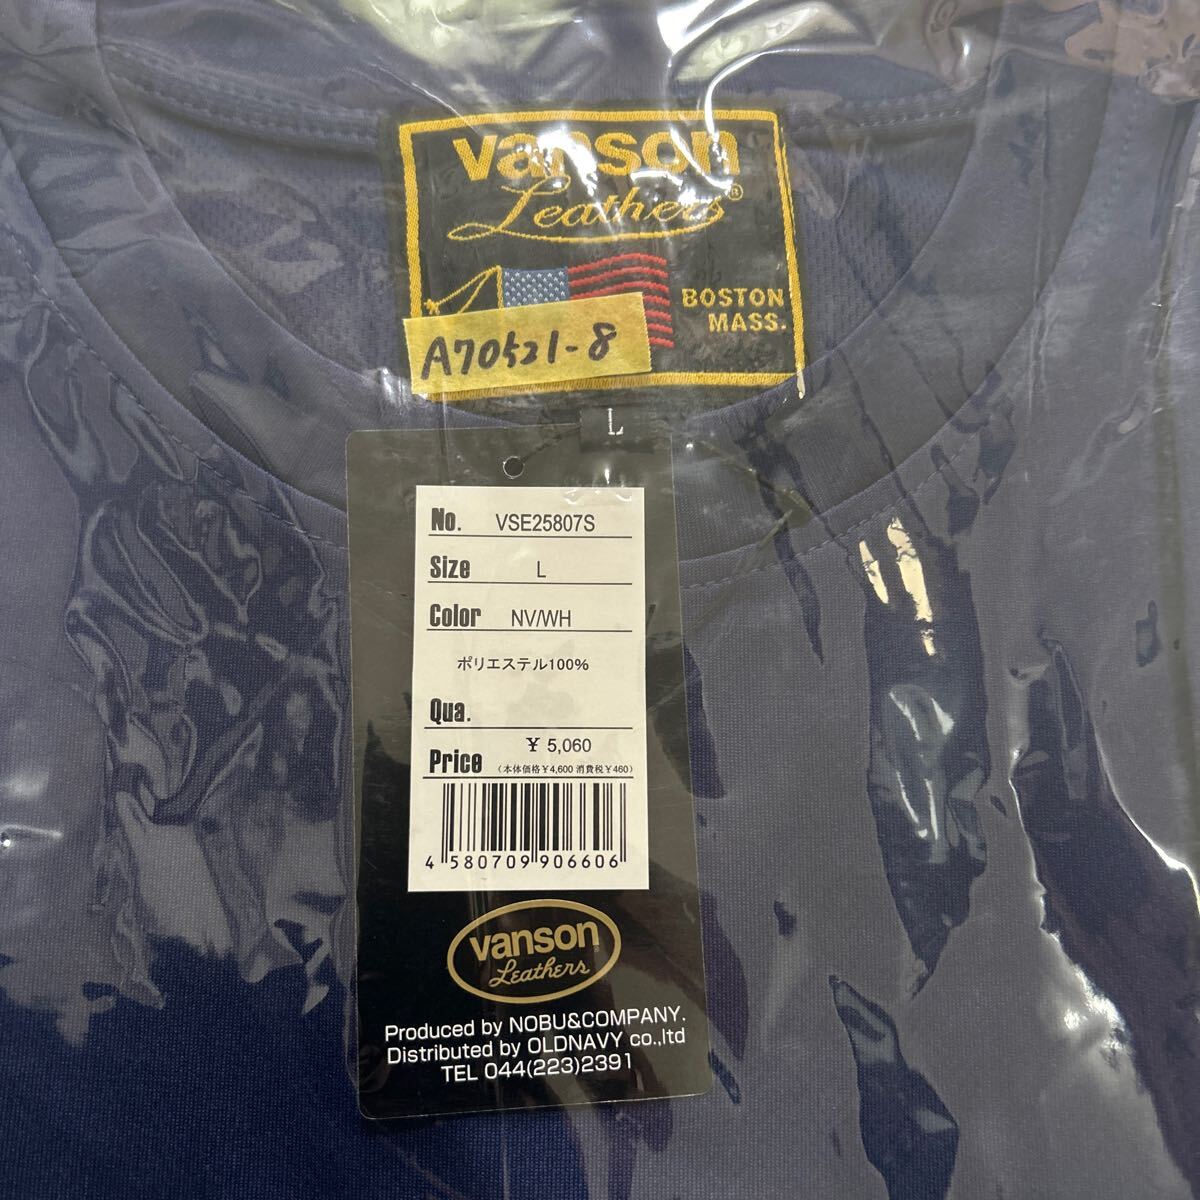 vanson
Leathers®
BOSTON
MASS.
A70521-8
L
No. VSE25807S
Size L
Color NV/WH
ポリエステル100%
Qua.
Price ¥ 5,060
(本体価格¥4,600 消費税¥460)
4 580709 906606
vanson
Leathers
Produced by NOBU&COMPANY.
Distributed by OLDNAVY co.,ltd
TEL 044(223)2391